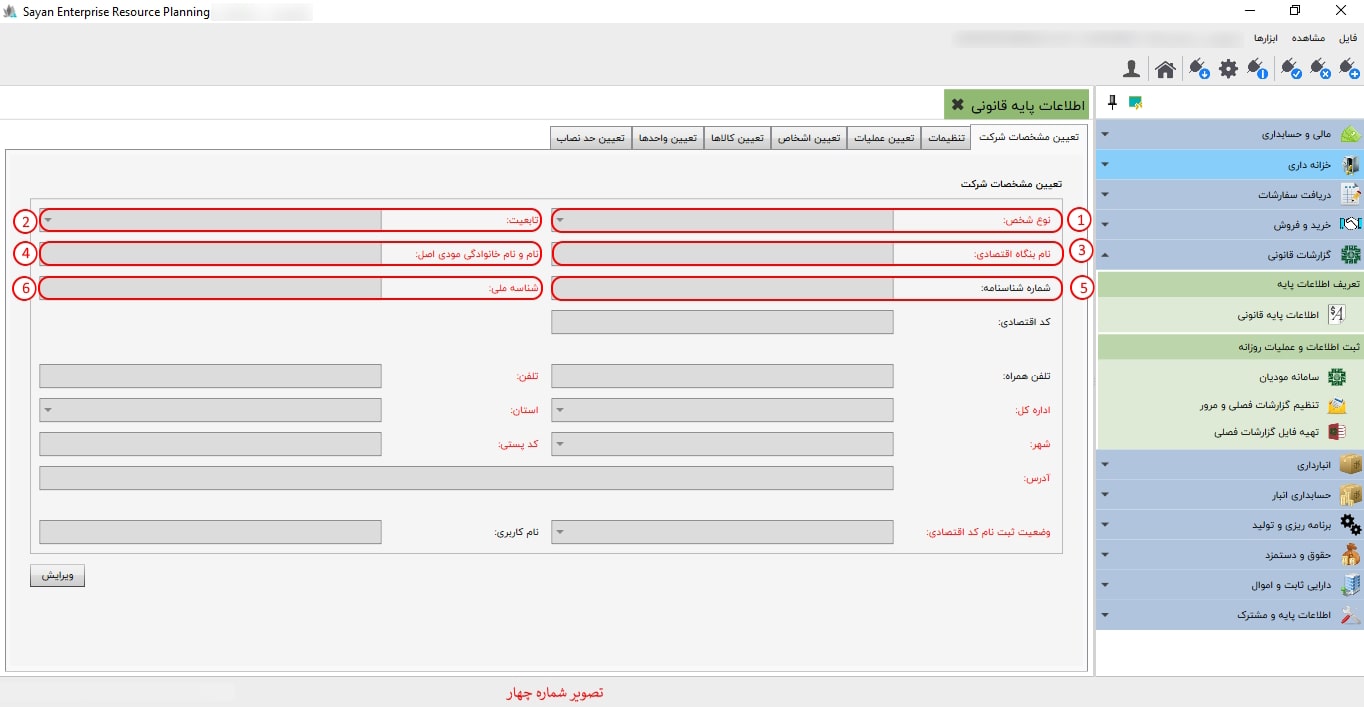 Sayan Enterprise Resource Planning
فایل مشاهده ابزارها
اطلاعات پایه قانونی ✖
تعیین مشخصات شرکت تنظیمات تعیین عملیات تعیین اشخاص تعیین کالاها تعیین واحدها تعیین حد نصاب
تعیین مشخصات شرکت
1 نوع شخص: تابعیت: 2
3 نام بنگاه اقتصادی: نام و نام خانوادگی مودی اصل: 4
5 شماره شناسنامه: شناسه ملی: 6
کد اقتصادی:
تلفن همراه: تلفن:
اداره کل: استان:
شهر: کد پستی:
آدرس:
وضعیت ثبت نام کد اقتصادی: نام کاربری:
ویرایش
مالی و حسابداری
خزانه داری
دریافت سفارشات
خرید و فروش
گزارشات قانونی
تعریف اطلاعات پایه
اطلاعات پایه قانونی
ثبت اطلاعات و عملیات روزانه
سامانه مودیان
تنظیم گزارشات فصلی و مرور
تهیه فایل گزارشات فصلی
انبارداری
حسابداری انبار
برنامه ریزی و تولید
حقوق و دستمزد
دارایی ثابت و اموال
اطلاعات پایه و مشترک
تصویر شماره چهار